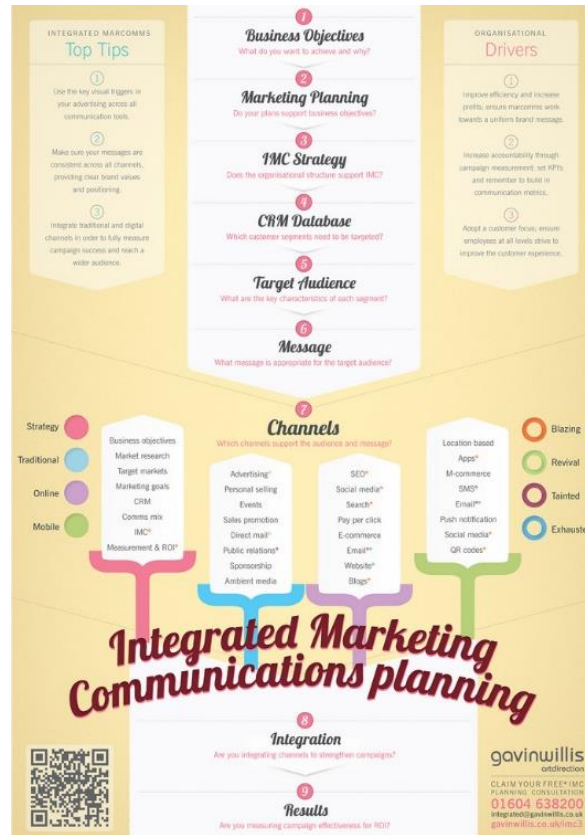 INTEGRATED MARCOMMS
Top Tips
1
Use the key visual triggers in
your advertising across all
communication tools.
2
Make sure your messages are
consistent across all channels,
providing clear brand values
and positioning.
3
Integrate traditional and digital
channels in order to fully measure
campaign success and reach a
wider audience.
1
Business Objectives
What do you want to achieve and why?
2
Marketing Planning
Do your plans support business objectives?
3
IMC Strategy
Does the organisational structure support IMC?
4
CRM Database
Which customer segments need to be targeted?
5
Target Audience
What are the key characteristics of each segment?
6
Message
What message is appropriate for the target audience?
ORGANISATIONAL
Drivers
1
Improve efficiency and increase
profits; ensure marcomms work
towards a uniform brand message.
2
Increase accountability through
campaign measurement: set KPI's
and remember to build in
communication metrics.
3
Adopt a customer focus; ensure
employees at all levels strive to
improve the customer experience.
7
Channels
Which channels support the audience and message?
Strategy
Traditional
Online
Mobile
Business objectives
Market research
Target markets
Marketing goals
CRM
Comms mix
IMC
Measurement & ROI
Advertising
Personal selling
Events
Sales promotion
Direct mail
Public relations
Sponsorship
Ambient media
SEO
Social media
Search
Pay per click
E-commerce
Email
Website
Blogs
Location based
Apps
M-commerce
SMS
Email
Push notification
Social media
QR codes
Blazing
Revival
Tainted
Exhauste
Integrated Marketing
Communications planning
8
Integration
Are you integrating channels to strengthen campaigns?
9
Results
Are you measuring campaign effectiveness for ROI?
gavinwillis
artdirection
CLAIM YOUR FREE* IMC
PLANNING CONSULTATION
01604 638200
integrated@gavinwillis.co.uk
gavinwillis.co.uk/imc3